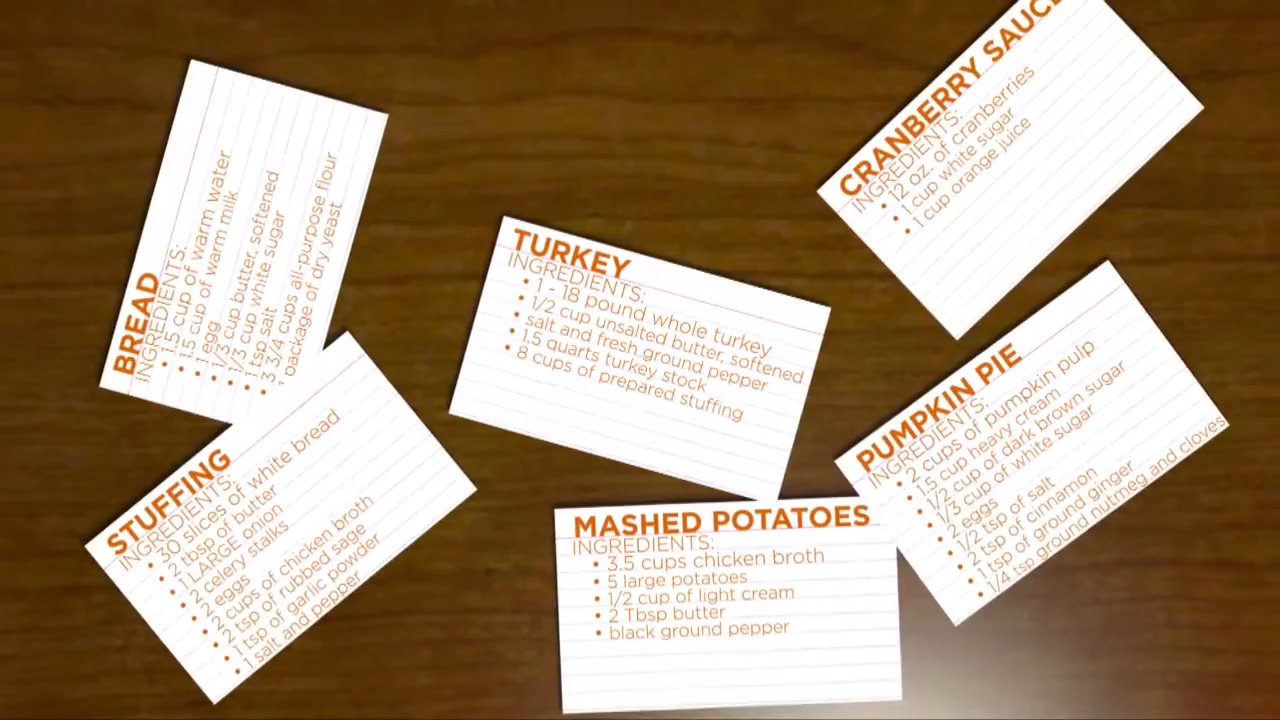 BREAD
INGREDIENTS:
• 1.5 cup of warm water
• 1.5 cup of warm milk
• 1 egg
• 1/3 cup butter, softened
• 1/3 cup white sugar
• 1 tsp salt
• 3 3/4 cups all-purpose flour
1 package of dry yeast
CRANBERRY SAUCE
INGREDIENTS:
• 12 oz. of cranberries
• 1 cup white sugar
• 1 cup orange juice
TURKEY
INGREDIENTS:
• 1 - 18 pound whole turkey
• 1/2 cup unsalted butter, softened
• salt and fresh ground pepper
• 1.5 quarts turkey stock
• 8 cups of prepared stuffing
PUMPKIN PIE
INGREDIENTS:
• 2 cups of pumpkin pulp
• 1.5 cup heavy cream
• 1/2 cup of dark brown sugar
• 1/3 cup of white sugar
• 2 eggs
• 1/2 tsp of salt
• 2 tsp of cinnamon
• 1 tsp of ground ginger
• 1/4 tsp ground nutmeg and cloves
STUFFING
INGREDIENTS:
• 30 slices of white bread
• 2 tbsp of butter
• 1 LARGE onion
• 2 celery stalks
• 2 eggs
• 2 cups of chicken broth
• 2 tsp of rubbed sage
• 1 tsp of garlic powder
• 1 salt and pepper
MASHED POTATOES
INGREDIENTS:
• 3.5 cups chicken broth
• 5 large potatoes
• 1/2 cup of light cream
• 2 Tbsp butter
• black ground pepper